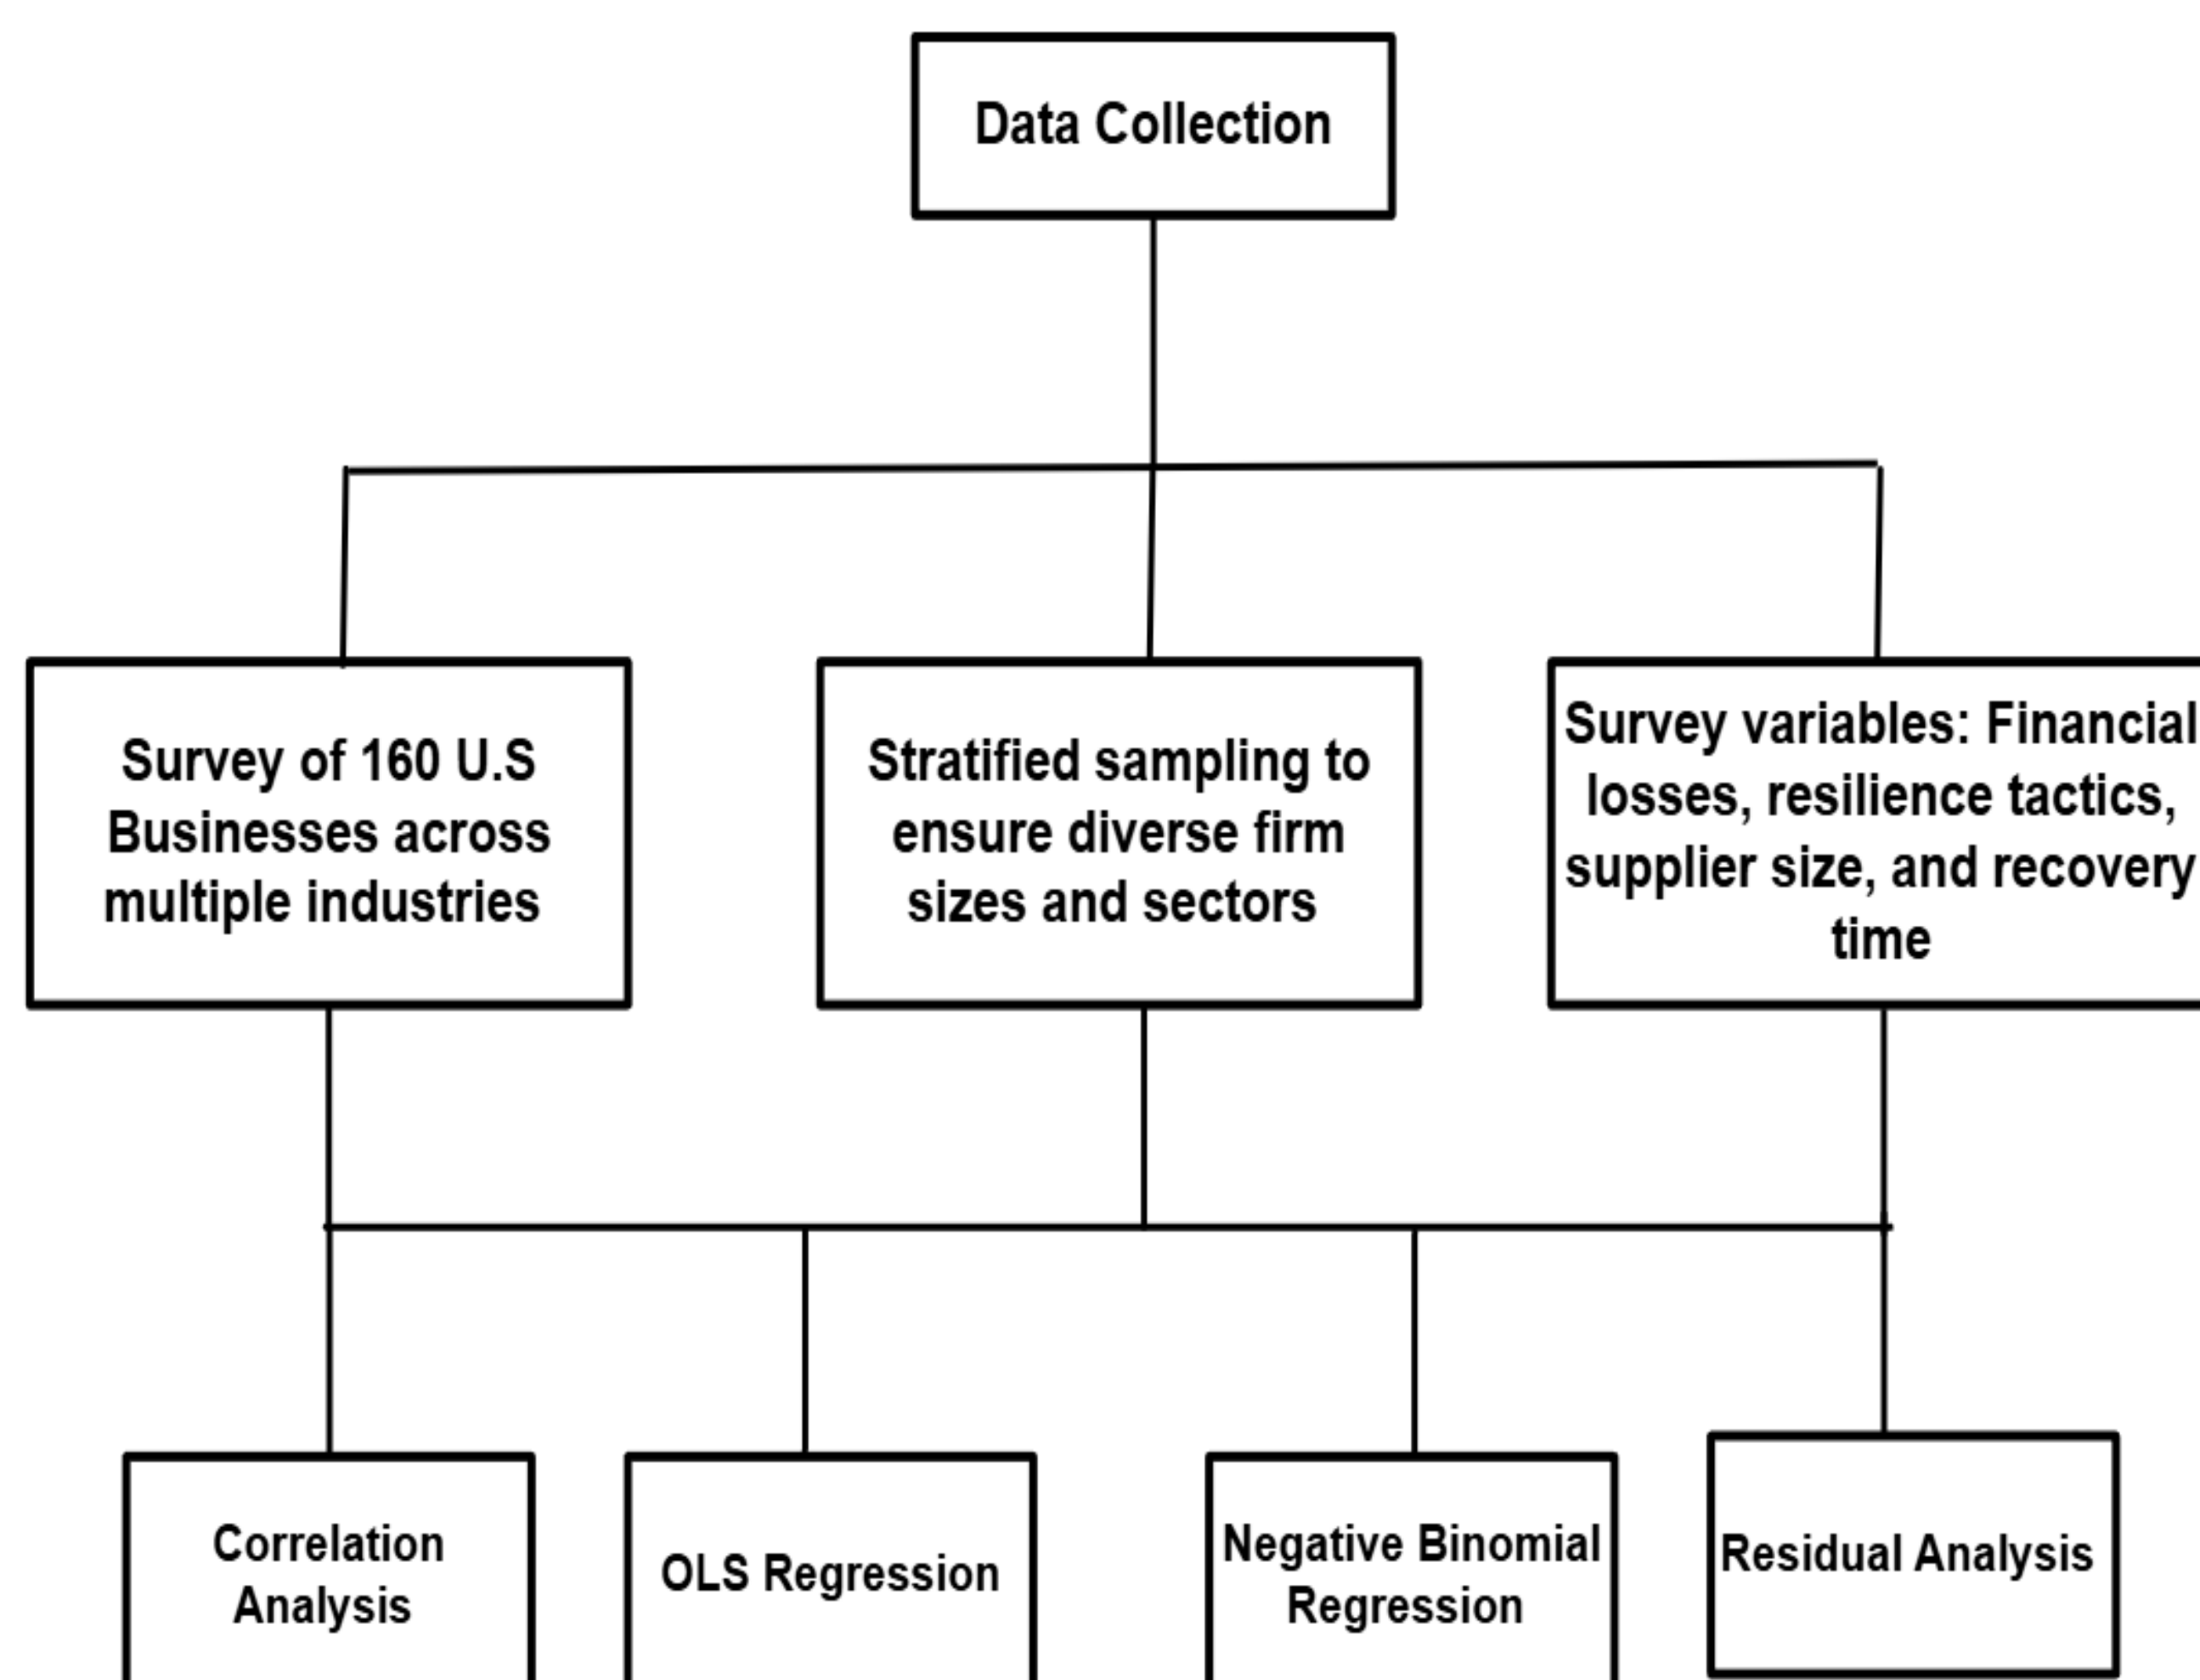 Data Collection
Survey of 160 U.S
Businesses across
multiple industries
Stratified sampling to
ensure diverse firm
sizes and sectors
Survey variables: Financial
losses, resilience tactics,
supplier size, and recovery
time
Correlation
Analysis
OLS Regression
Negative Binomial
Regression
Residual Analysis